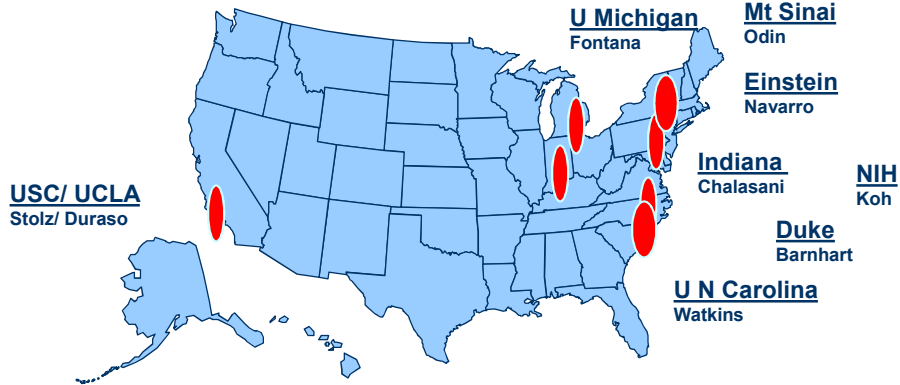 U Michigan
Fontana
Mt Sinai
Odin
Einstein
Navarro
Indiana
Chalasani
NIH
Koh
USC/ UCLA
Stolz/ Duraso
Duke
Barnhart
U N Carolina
Watkins